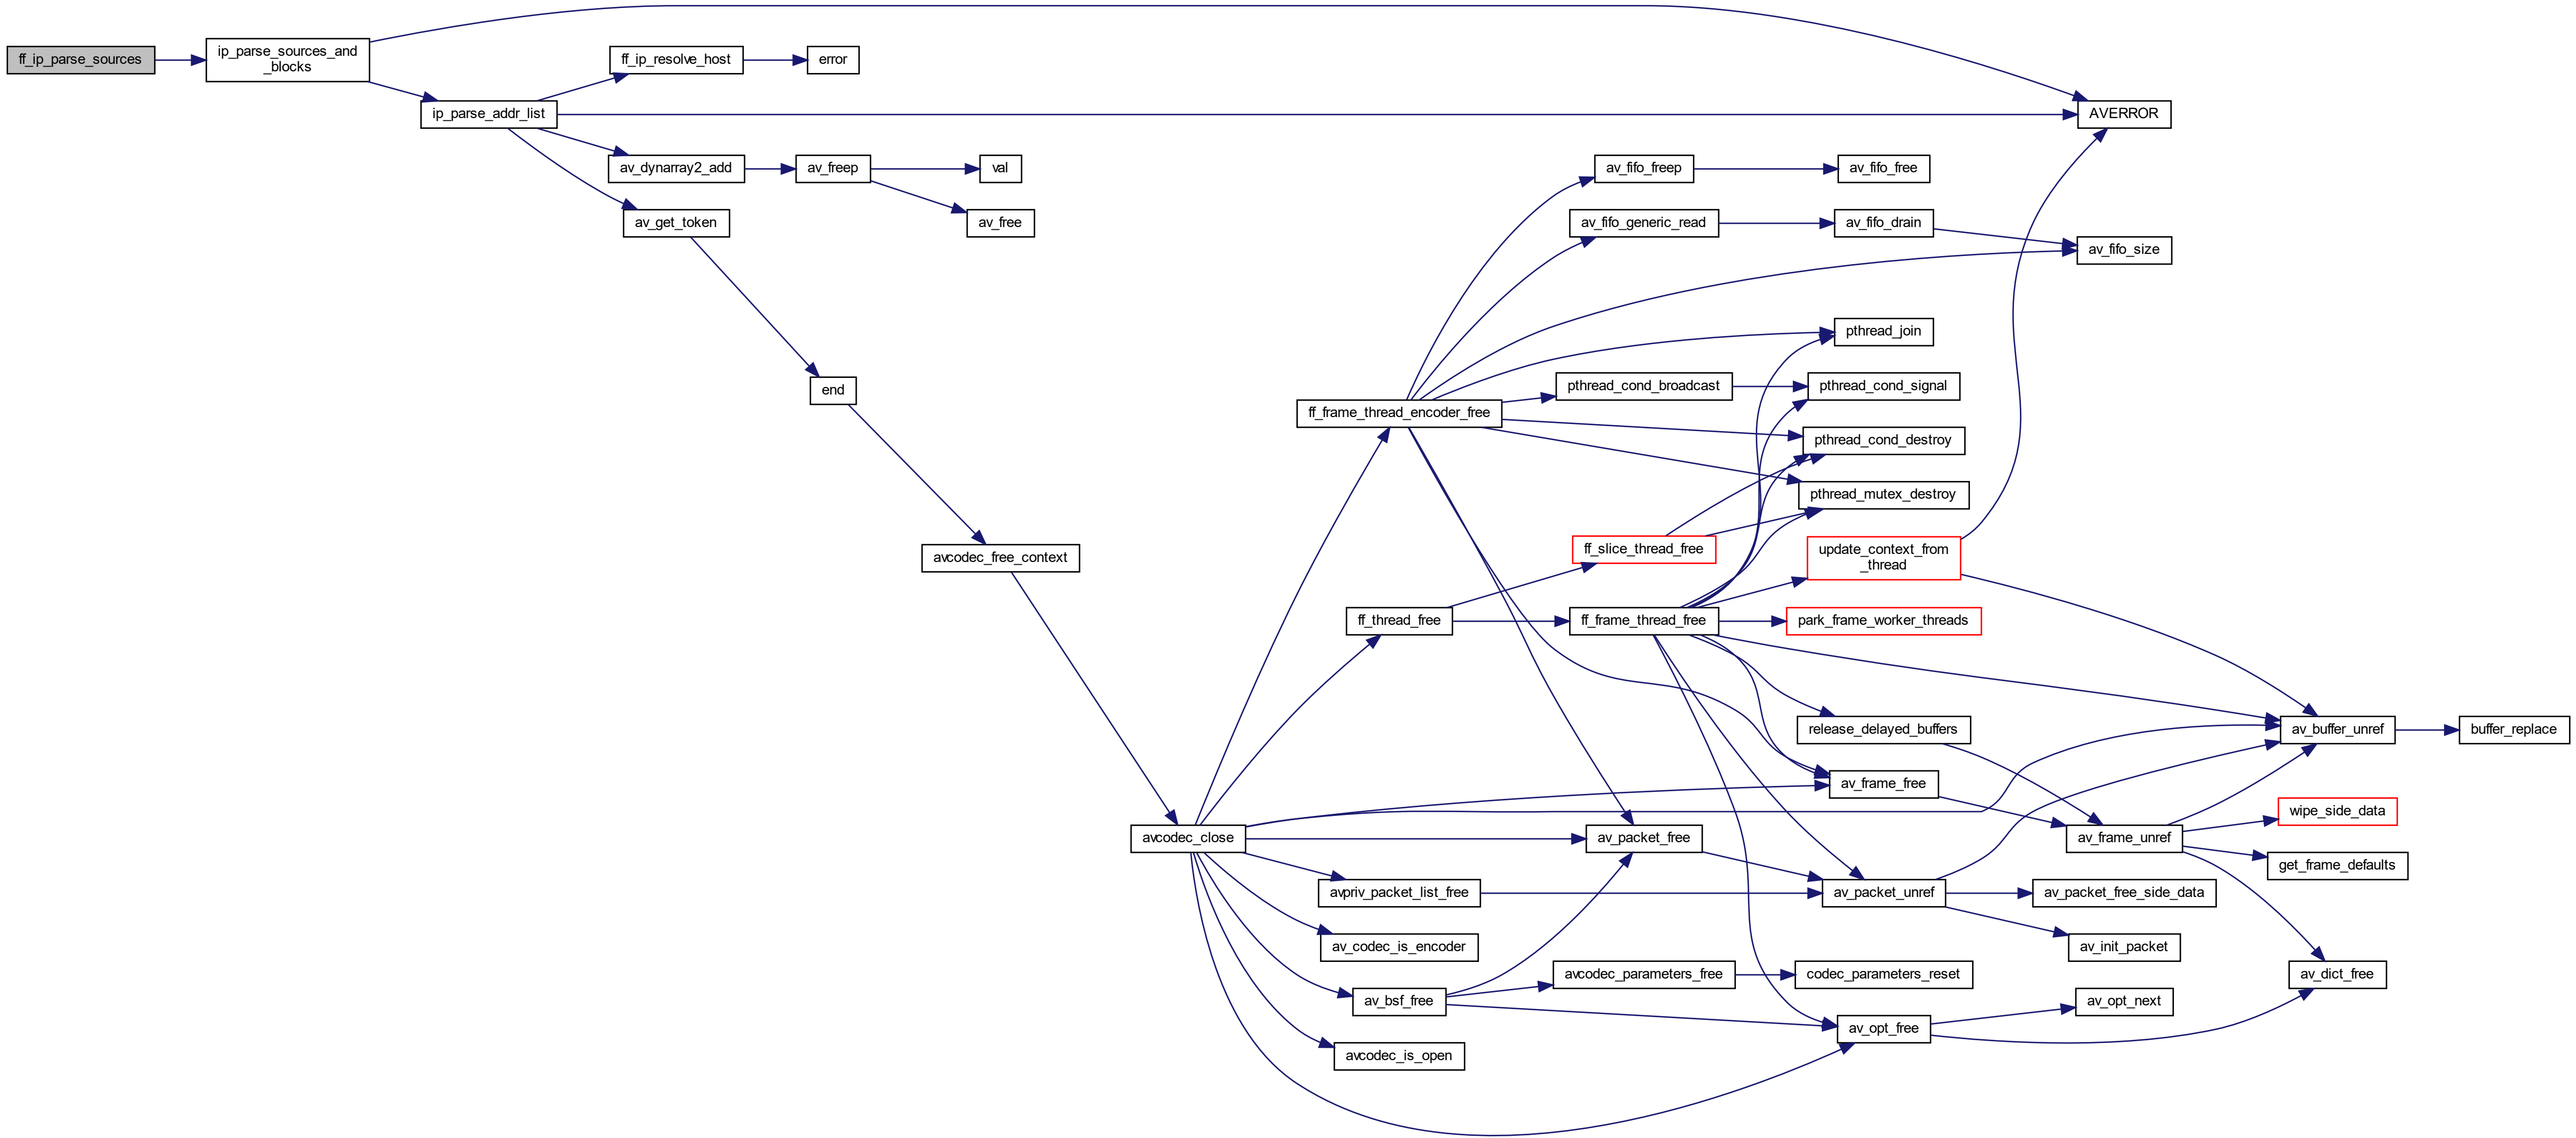 ff_ip_parse_sources
ip_parse_sources_and
_blocks
ip_parse_addr_list
ff_ip_resolve_host
error
AVERROR
av_dynarray2_add
av_freep
val
av_free
av_get_token
end
avcodec_free_context
avcodec_close
ff_frame_thread_encoder_free
av_fifo_freep
av_fifo_free
av_fifo_generic_read
av_fifo_drain
av_fifo_size
pthread_join
pthread_cond_broadcast
pthread_cond_signal
pthread_cond_destroy
pthread_mutex_destroy
ff_slice_thread_free
update_context_from
_thread
ff_thread_free
ff_frame_thread_free
park_frame_worker_threads
release_delayed_buffers
av_buffer_unref
buffer_replace
av_frame_free
av_frame_unref
wipe_side_data
get_frame_defaults
av_packet_free
avpriv_packet_list_free
av_packet_unref
av_packet_free_side_data
av_codec_is_encoder
av_init_packet
av_bsf_free
avcodec_parameters_free
codec_parameters_reset
av_dict_free
av_opt_next
av_opt_free
avcodec_is_open